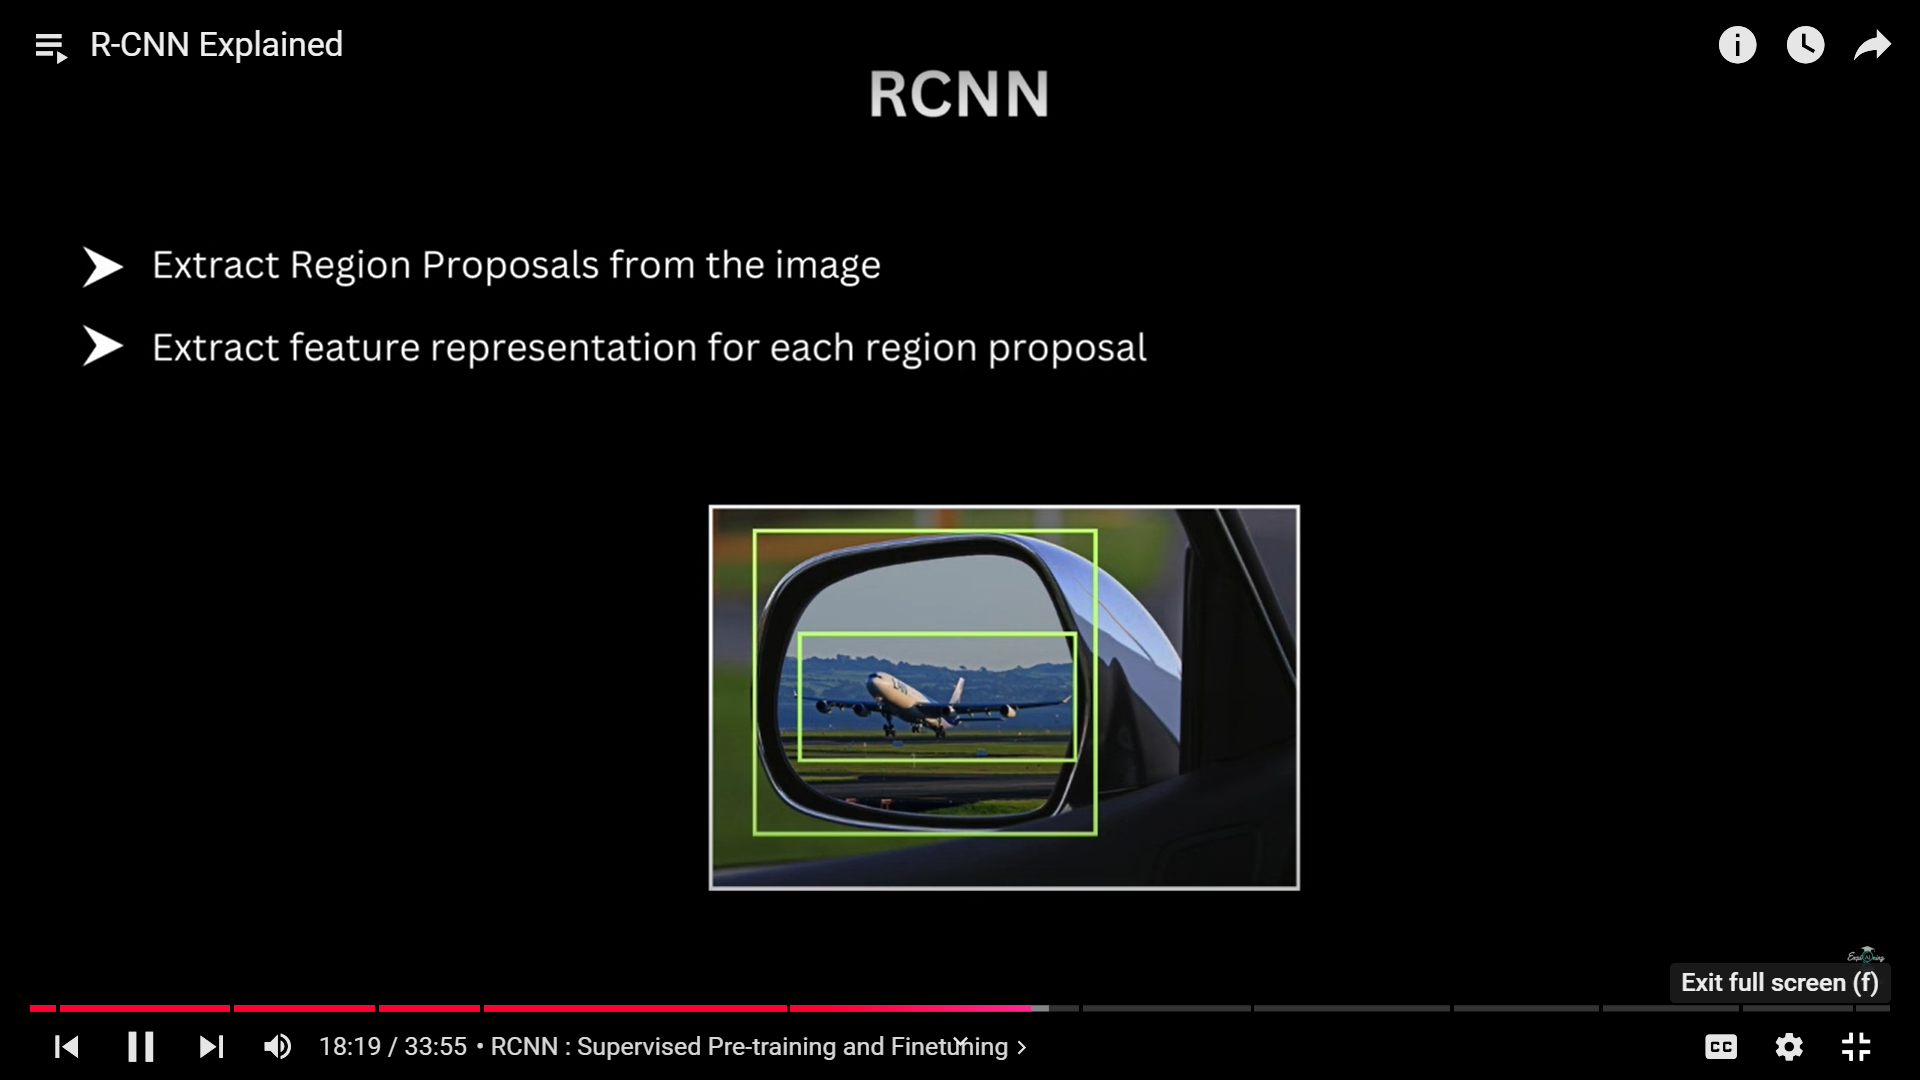 R-CNN Explained
RCNN
Extract Region Proposals from the image
Extract feature representation for each region proposal
Exit full screen (f)
18:19 / 33:55 • RCNN : Supervised Pre-training and Finetuning
CC